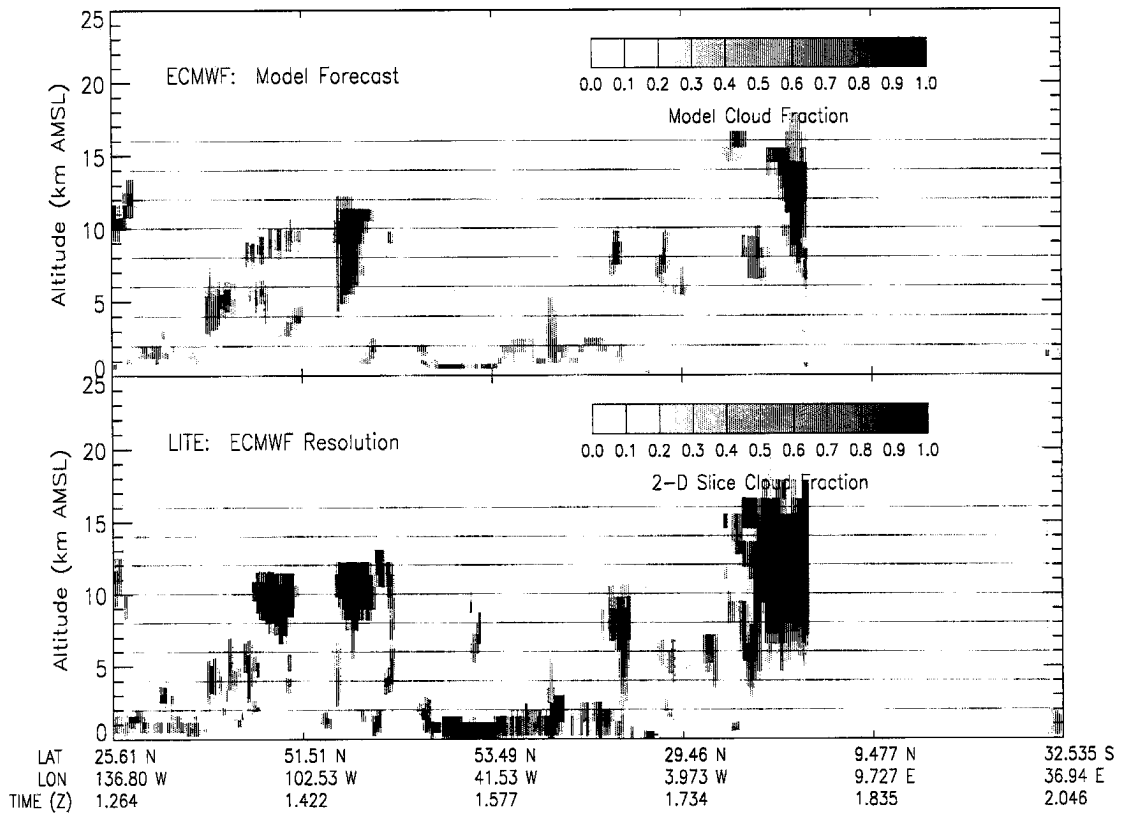 25
20
15
10
5
0
Altitude (km AMSL)
ECMWF: Model Forecast
0.0 0.1 0.2 0.3 0.4 0.5 0.6 0.7 0.8 0.9 1.0
Model Cloud Fraction
25
20
15
10
5
0
Altitude (km AMSL)
LITE: ECMWF Resolution
0.0 0.1 0.2 0.3 0.4 0.5 0.6 0.7 0.8 0.9 1.0
2-D Slice Cloud Fraction
LAT 25.61 N 51.51 N 53.49 N 29.46 N 9.477 N 32.535 S
LON 136.80 W 102.53 W 41.53 W 3.973 W 9.727 E 36.94 E
TIME (Z) 1.264 1.422 1.577 1.734 1.835 2.046